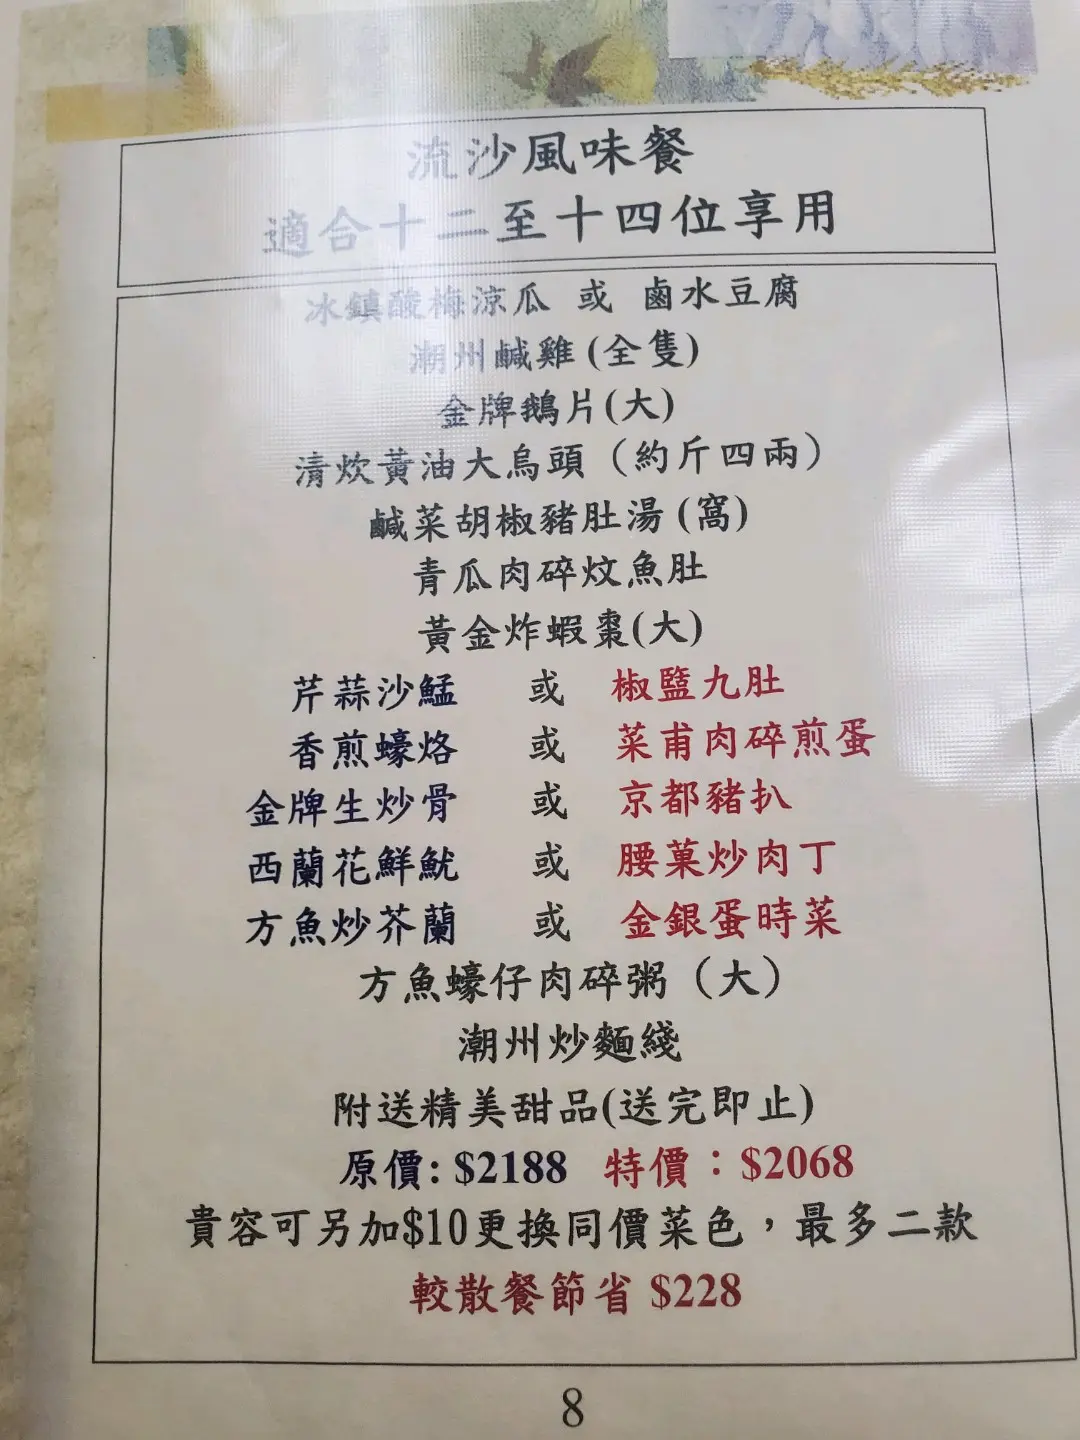 流沙風味餐
適合十二至十四位享用
冰鎮酸梅涼瓜 或 鹵水豆腐
潮州鹹雞(全隻)
金牌鵝片(大)
清炊黃油大烏頭（約斤四兩）
鹹菜胡椒豬肚湯(窩)
青瓜肉碎炆魚肚
黃金炸蝦棗(大)
芹蒜沙鯭 或 椒鹽九肚
香煎蠔烙 或 菜甫肉碎煎蛋
金牌生炒骨 或 京都豬扒
西蘭花鮮魷 或 腰菓炒肉丁
方魚炒芥蘭 或 金銀蛋時菜
方魚蠔仔肉碎粥（大）
潮州炒麵綫
附送精美甜品(送完即止)
原價: $2188 特價：$2068
貴容可另加$10更換同價菜色，最多二款
較散餐節省 $228
8